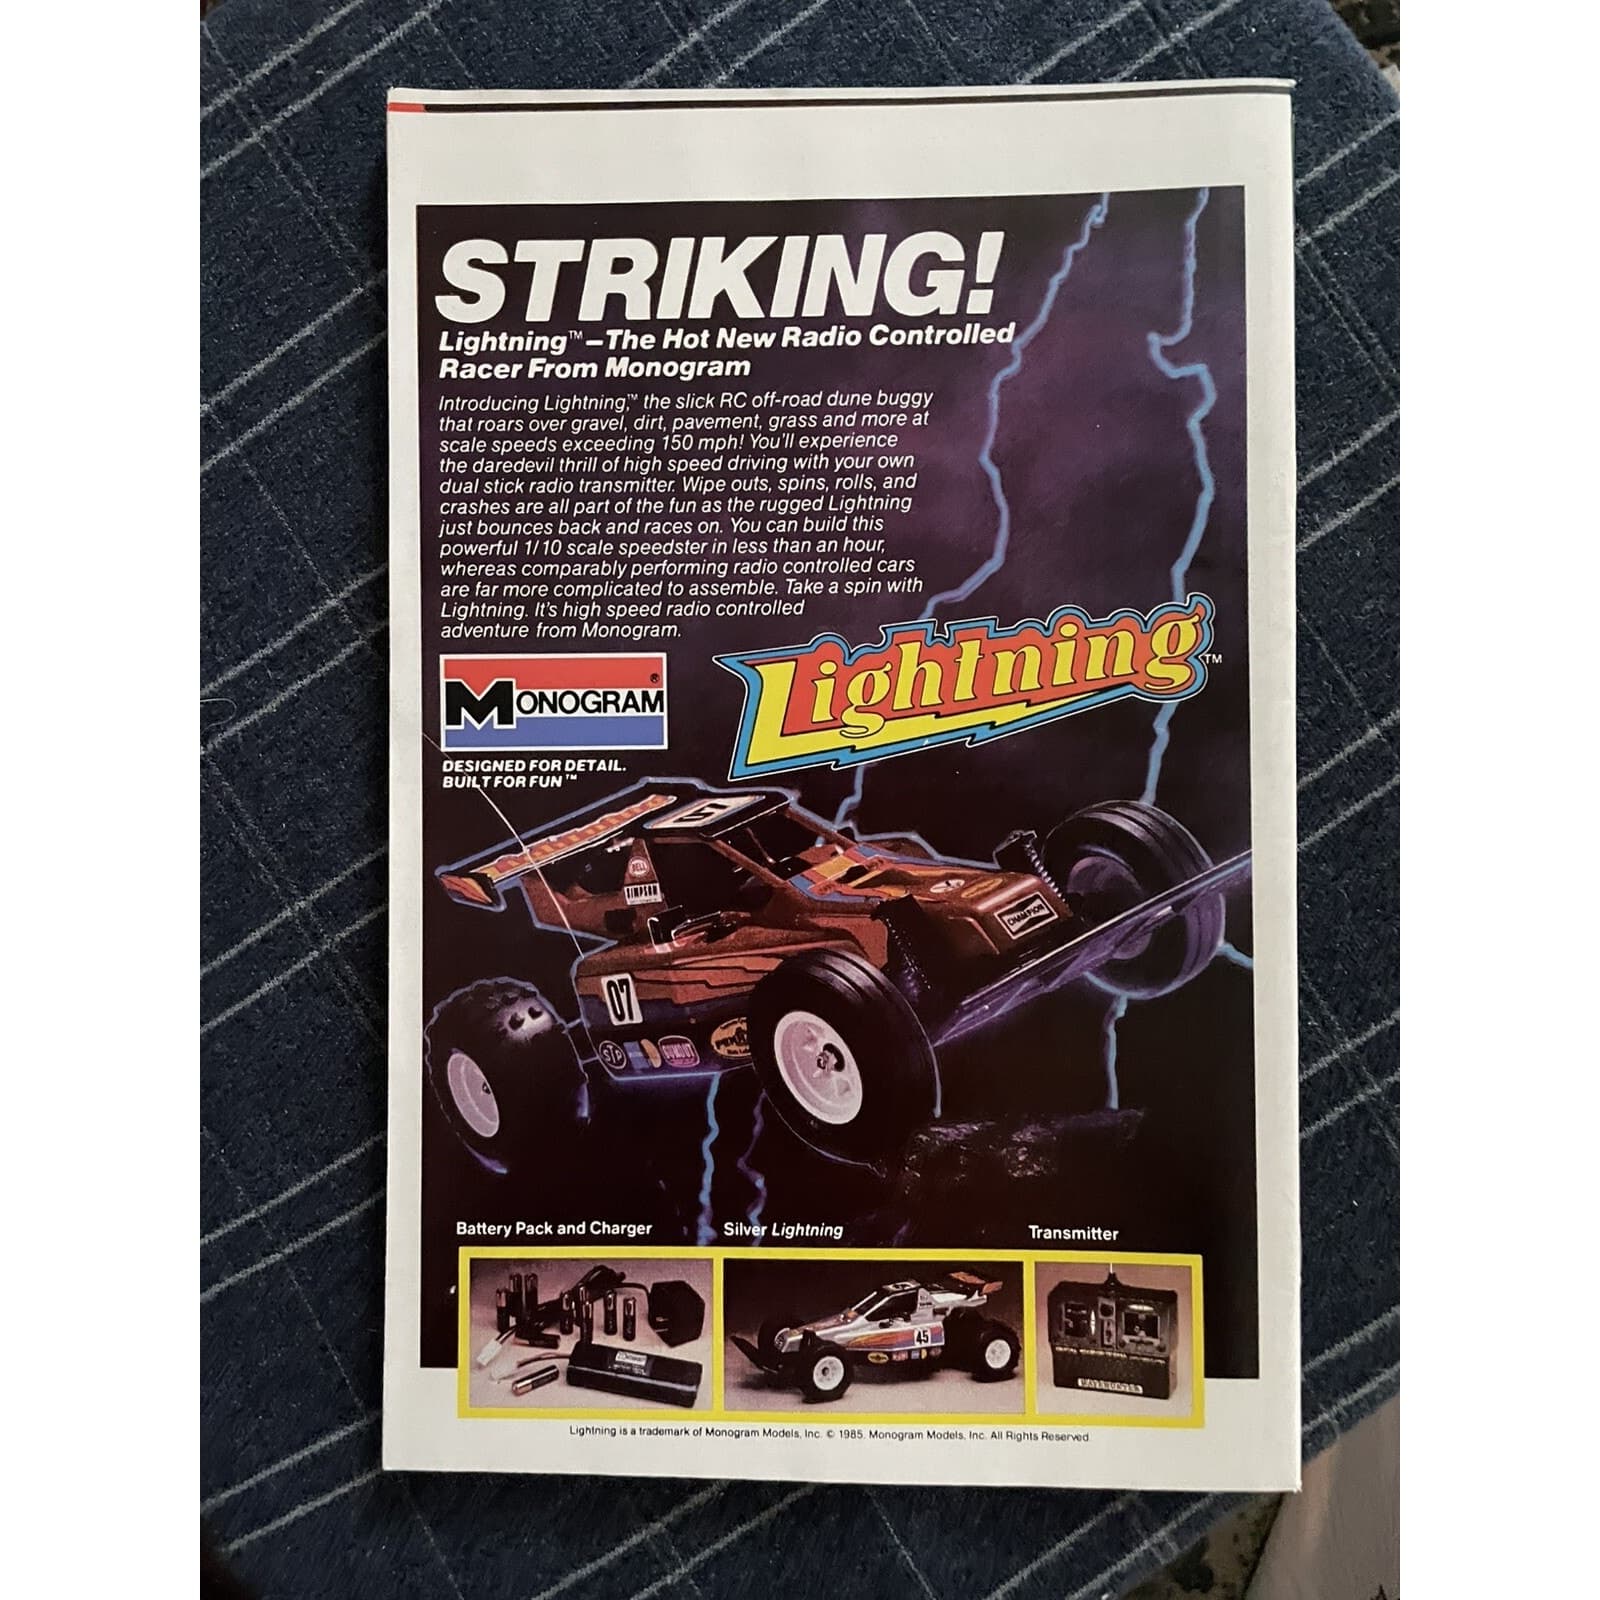 STRIKING!
Lightning™–The Hot New Radio Controlled
Racer From Monogram
Introducing Lightning,™ the slick RC off-road dune buggy
that roars over gravel, dirt, pavement, grass and more at
scale speeds exceeding 150 mph! You'll experience
the daredevil thrill of high speed driving with your own
dual stick radio transmitter. Wipe outs, spins, rolls, and
crashes are all part of the fun as the rugged Lightning
just bounces back and races on. You can build this
powerful 1/10 scale speedster in less than an hour,
whereas comparably performing radio controlled cars
are far more complicated to assemble. Take a spin with
Lightning. It's high speed radio controlled
adventure from Monogram.
Lightning™
MONOGRAM®
DESIGNED FOR DETAIL.
BUILT FOR FUN™
BELL
SIMPSON
CHAMPION
07
STP
Battery Pack and Charger
Silver Lightning
Transmitter
45
Lightning is a trademark of Monogram Models, Inc. © 1985. Monogram Models, Inc. All Rights Reserved